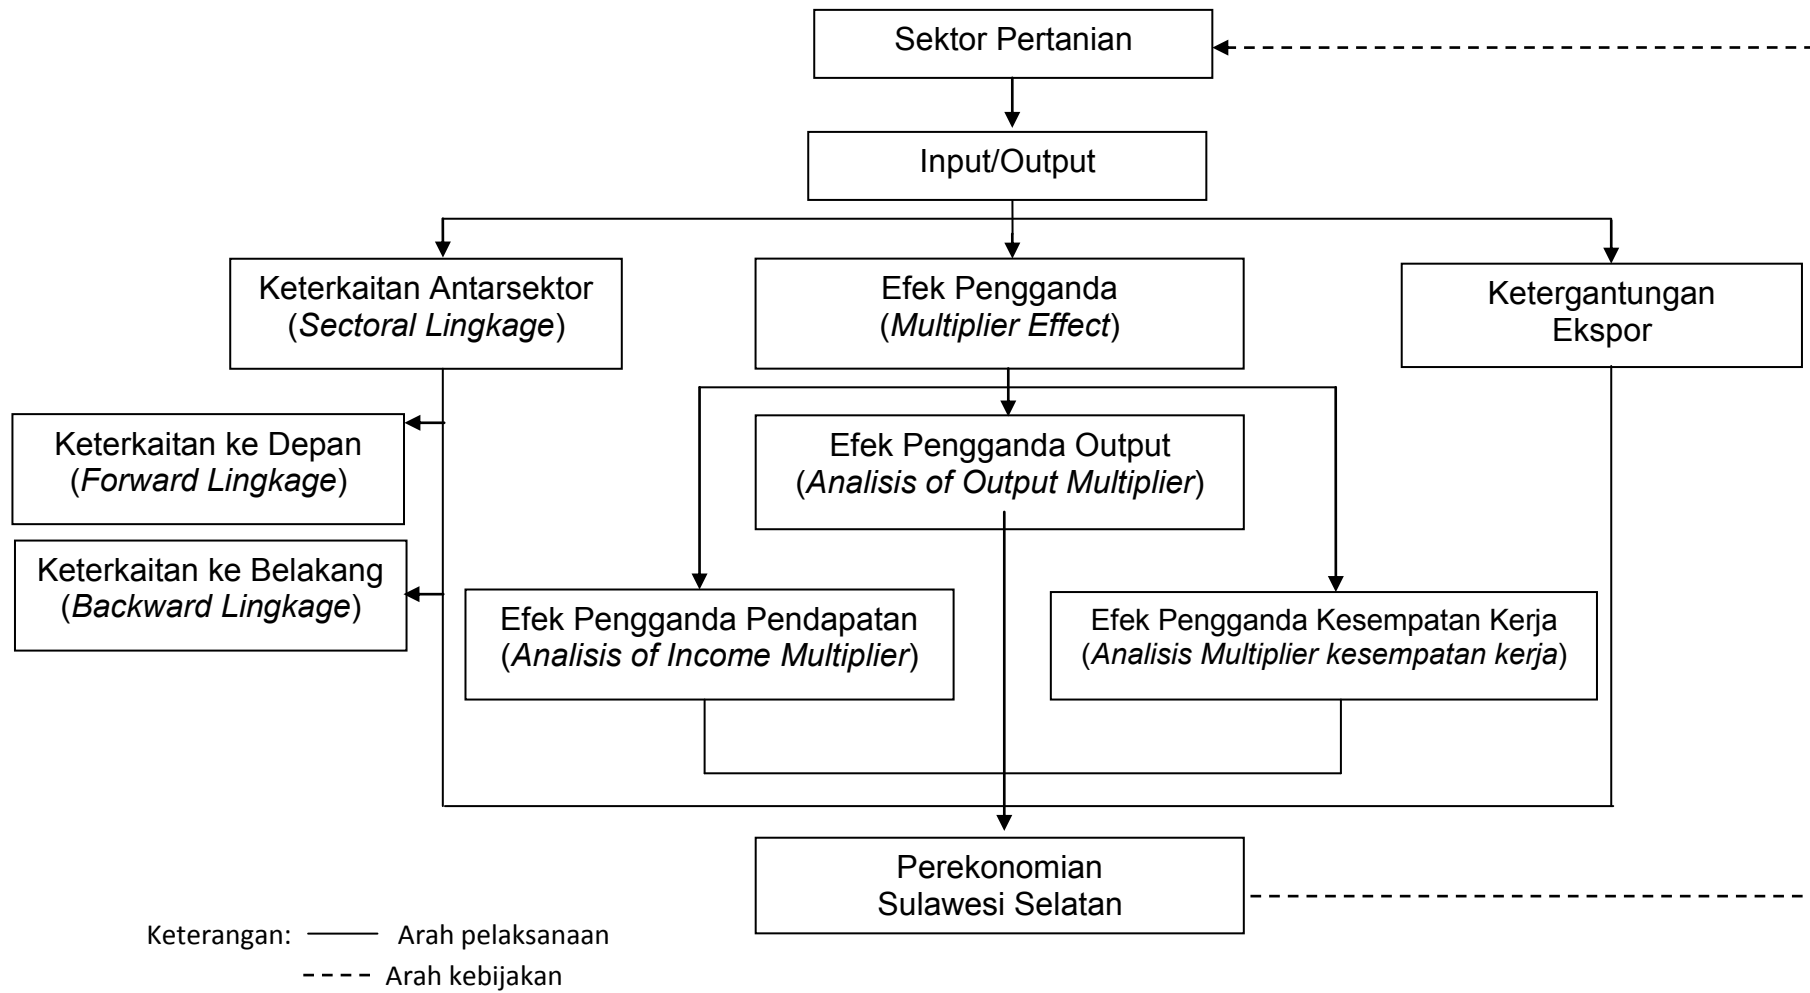 Sektor Pertanian
Input/Output
Keterkaitan Antarsektor
(Sectoral Lingkage)
Efek Pengganda
(Multiplier Effect)
Ketergantungan
Ekspor
Keterkaitan ke Depan
(Forward Lingkage)
Efek Pengganda Output
(Analisis of Output Multiplier)
Keterkaitan ke Belakang
(Backward Lingkage)
Efek Pengganda Pendapatan
(Analisis of Income Multiplier)
Efek Pengganda Kesempatan Kerja
(Analisis Multiplier kesempatan kerja)
Perekonomian
Sulawesi Selatan
Keterangan: Arah pelaksanaan
Arah kebijakan